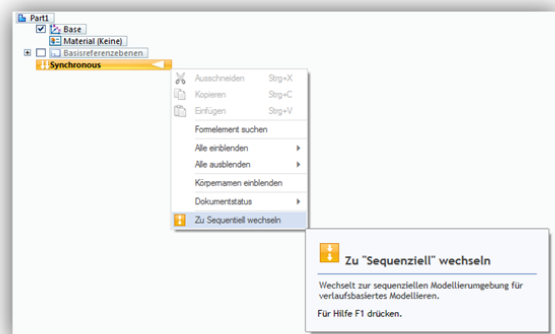 Part1
Base
Material (Keine)
Basisreferenzebenen
Synchronous
Ausschneiden Strg+X
Kopieren Strg+C
Einfügen Strg+V
Formelement suchen
Alle einblenden
Alle ausblenden
Körpernamen einblenden
Dokumentstatus
Zu Sequentiell wechseln
Zu "Sequenziell" wechseln
Wechselt zur sequenziellen Modellierumgebung für
verlaufsbasiertes Modellieren.
Für Hilfe F1 drücken.